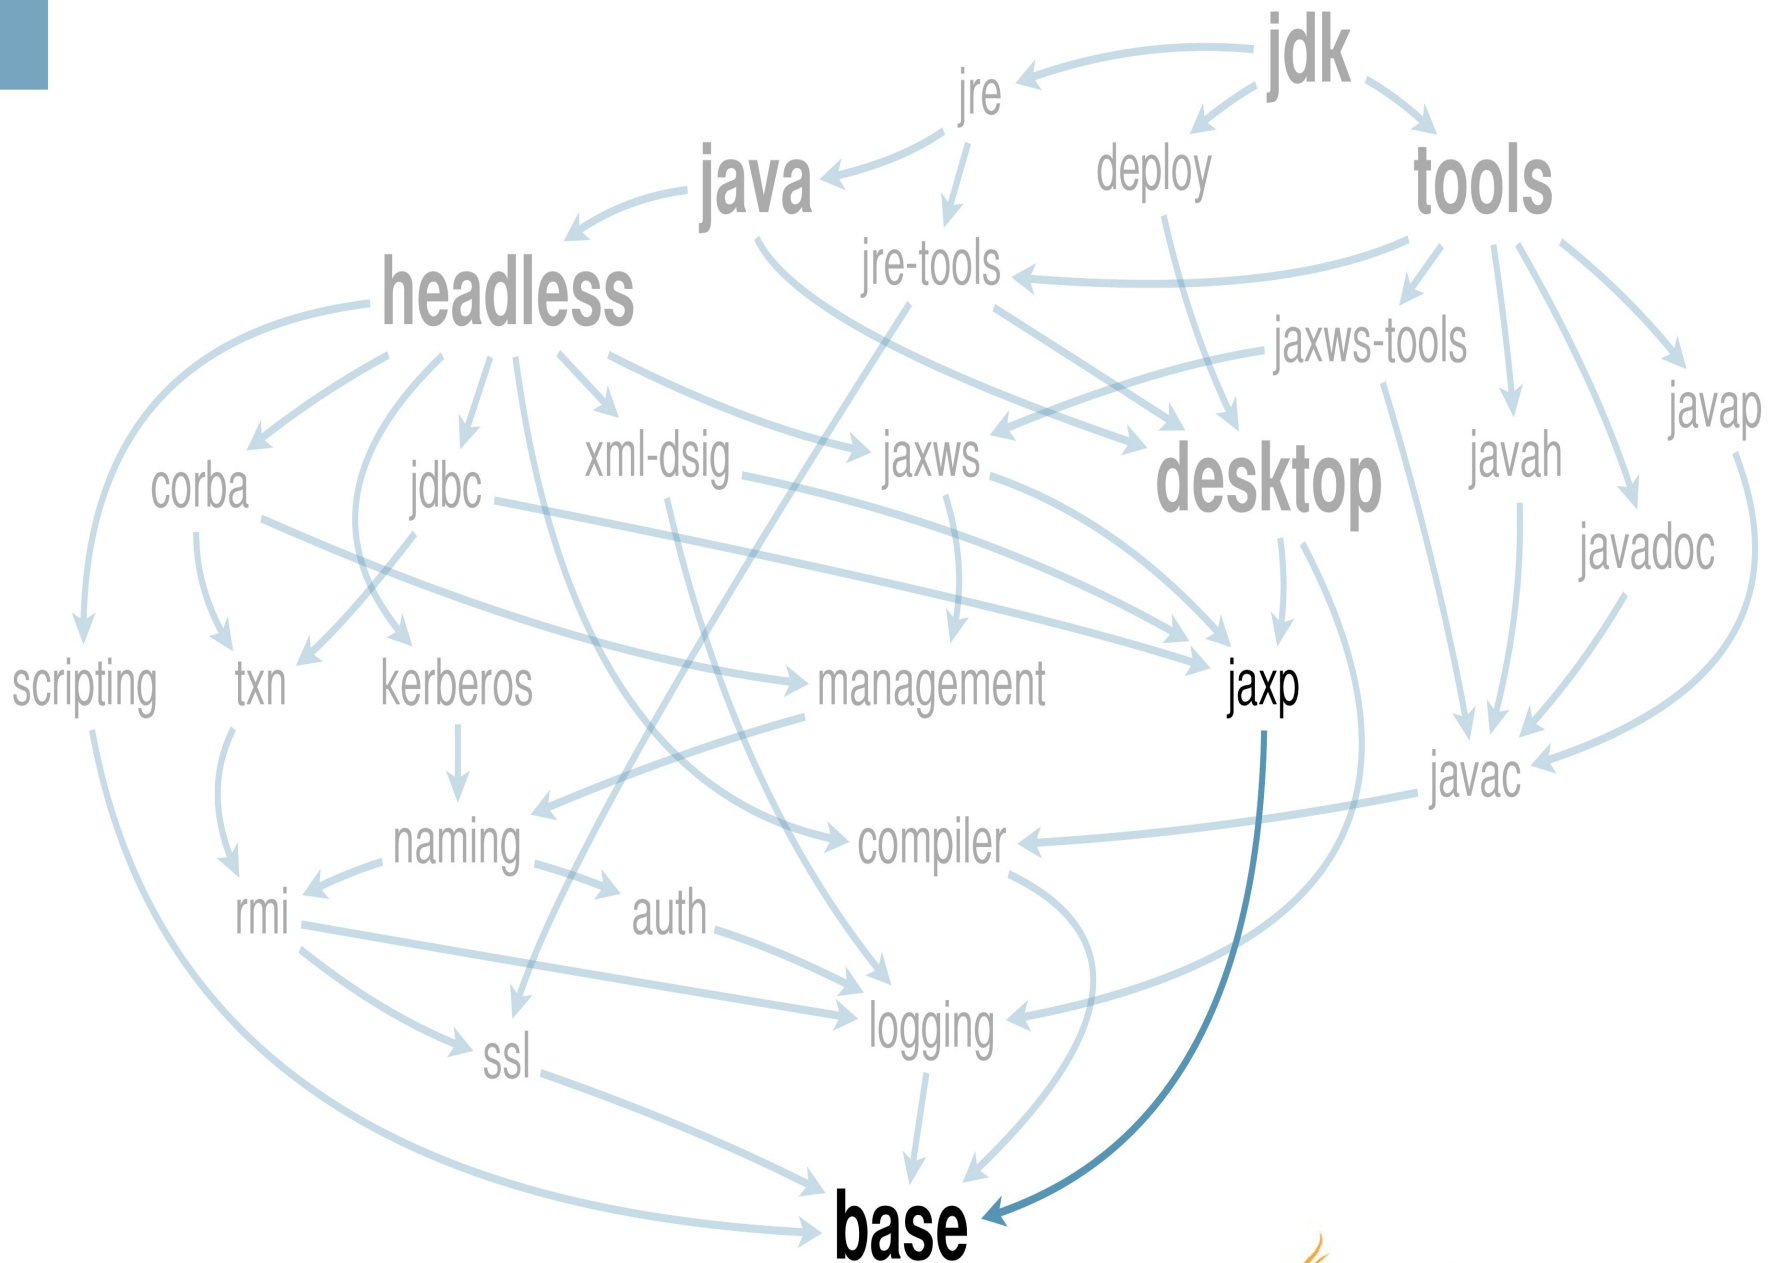 jdk
jre
deploy
tools
java
jre-tools
headless
jaxws-tools
javap
corba
jdbc
xml-dsig
jaxws
desktop
javah
javadoc
scripting
txn
kerberos
management
jaxp
javac
naming
compiler
rmi
auth
logging
ssl
base